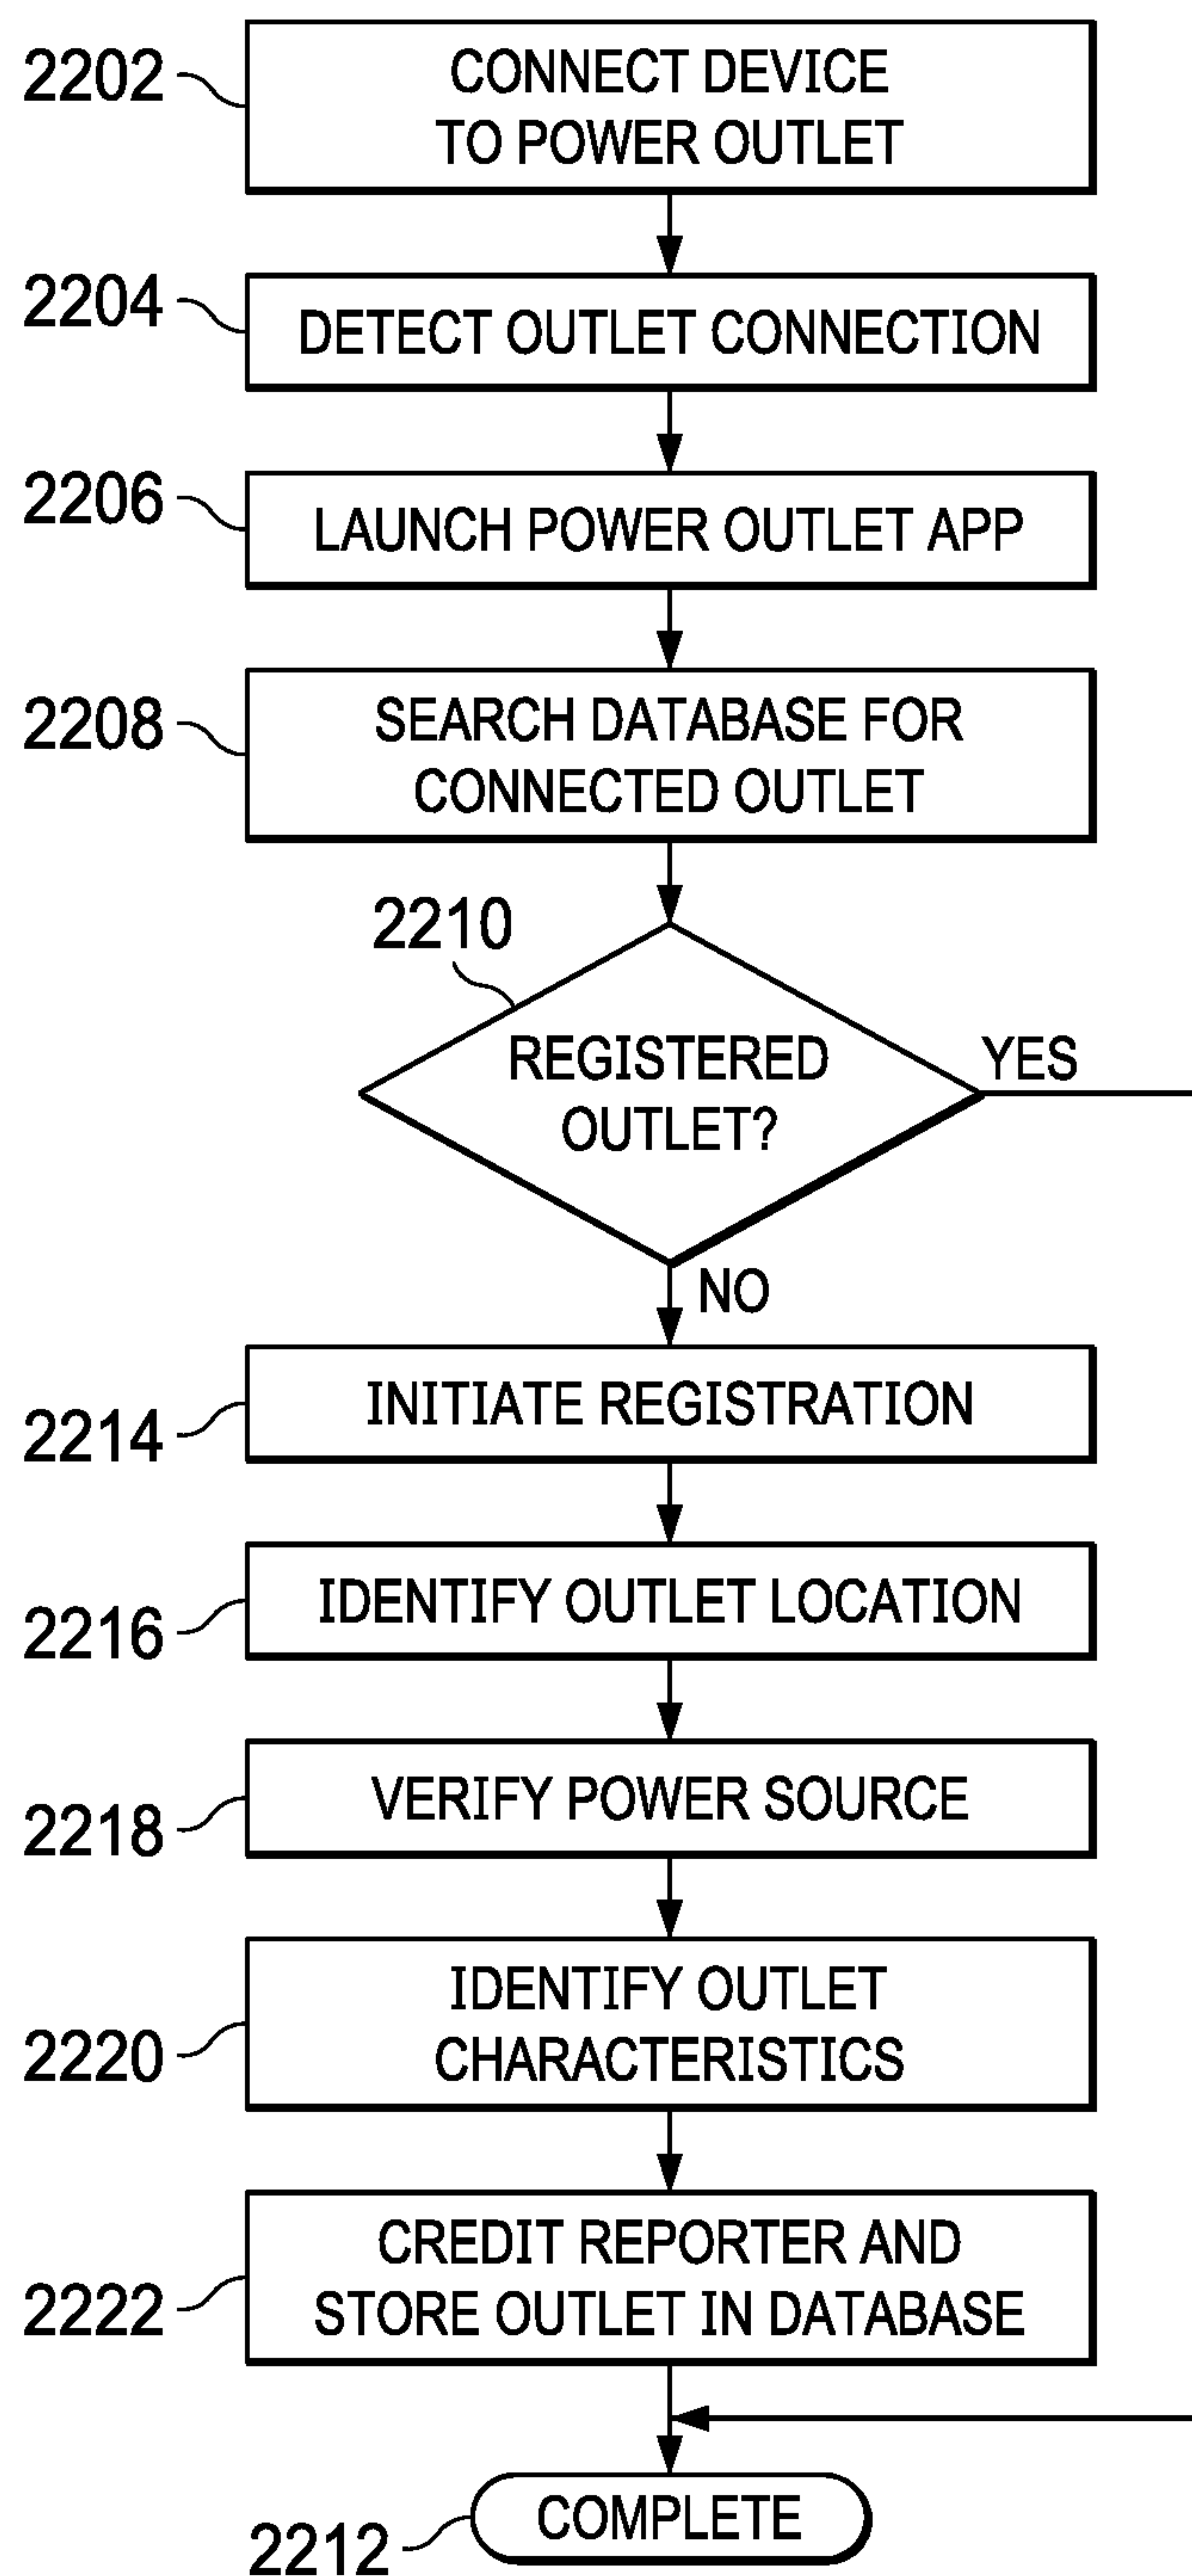 2202
CONNECT DEVICE
TO POWER OUTLET
2204
DETECT OUTLET CONNECTION
2206
LAUNCH POWER OUTLET APP
2208
SEARCH DATABASE FOR
CONNECTED OUTLET
2210
REGISTERED
OUTLET?
YES
NO
2214
INITIATE REGISTRATION
2216
IDENTIFY OUTLET LOCATION
2218
VERIFY POWER SOURCE
2220
IDENTIFY OUTLET
CHARACTERISTICS
2222
CREDIT REPORTER AND
STORE OUTLET IN DATABASE
2212
COMPLETE